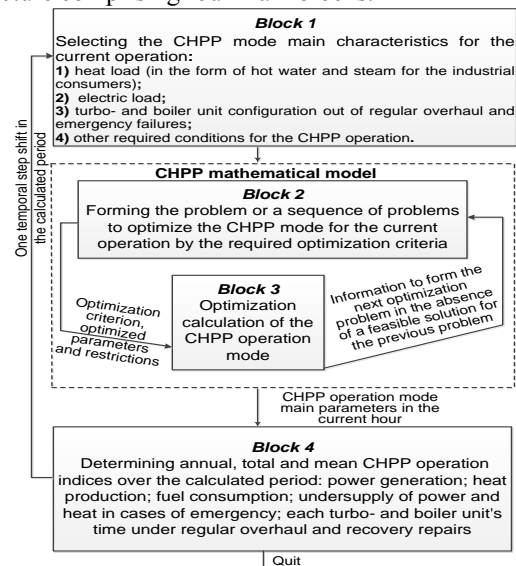 Block 1
Selecting the CHPP mode main characteristics for the
current operation:
1) heat load (in the form of hot water and steam for the industrial
consumers);
2) electric load;
3) turbo- and boiler unit configuration out of regular overhaul and
emergency failures;
4) other required conditions for the CHPP operation.
One temporal step shift in
the calculated period
CHPP mathematical model
Block 2
Forming the problem or a sequence of problems
to optimize the CHPP mode for the current
operation by the required optimization criteria
Optimization
criterion,
optimized
parameters
and restrictions
Block 3
Optimization
calculation of the
CHPP operation
mode
Information to form the
next optimization
problem in the absence
of a feasible solution for
the previous problem
CHPP operation mode
main parameters in the
current hour
Block 4
Determining annual, total and mean CHPP operation
indices over the calculated period: power generation; heat
production; fuel consumption; undersupply of power and
heat in cases of emergency; each turbo- and boiler unit's
time under regular overhaul and recovery repairs
Quit